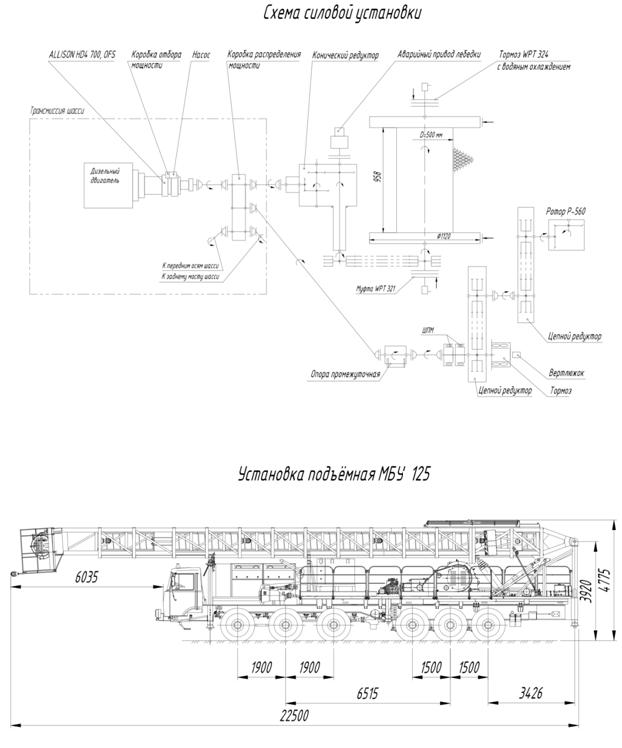 Схема силовой установки
ALLISON HD4 700, OFS
Коробка отбора
мощности
Насос
Коробка распределения
мощности
Конический редуктор
Аварийный привод лебедки
Тормоз WPT 324
с водяным охлаждением
Трансмиссия шасси
Дизельный
двигатель
D=500 мм
958
Ø1120
Ротор Р-560
К передним осям шасси
К заднему мосту шасси
Муфта WPT 321
ШПМ
Цепной редуктор
Опора промежуточная
Вертлюжок
Цепной редуктор
Тормоз
Установка подъёмная МБУ 125
6035
3920
4775
1900
1900
1500
1500
6515
3426
22500